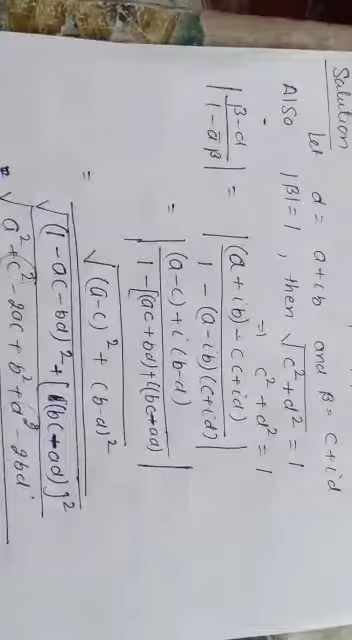 Solution
Let α = a+ib and β = c+id
Also |β|=1, then √(c²+d²) = 1
⇒ c²+d² = 1
|(β-α)/(1-ᾱβ)| = |((a+ib)-(c+id))/(1-(a-ib)(c+id))|
= |((a-c)+i(b-d))/(1-[(ac+bd)+i(bc+ad)])|
= √((a-c)²+(b-d)²)
√((1-ac-bd)²+[(bc+ad)]²)
= √(a²+c²-2ac+b²+d²-2bd